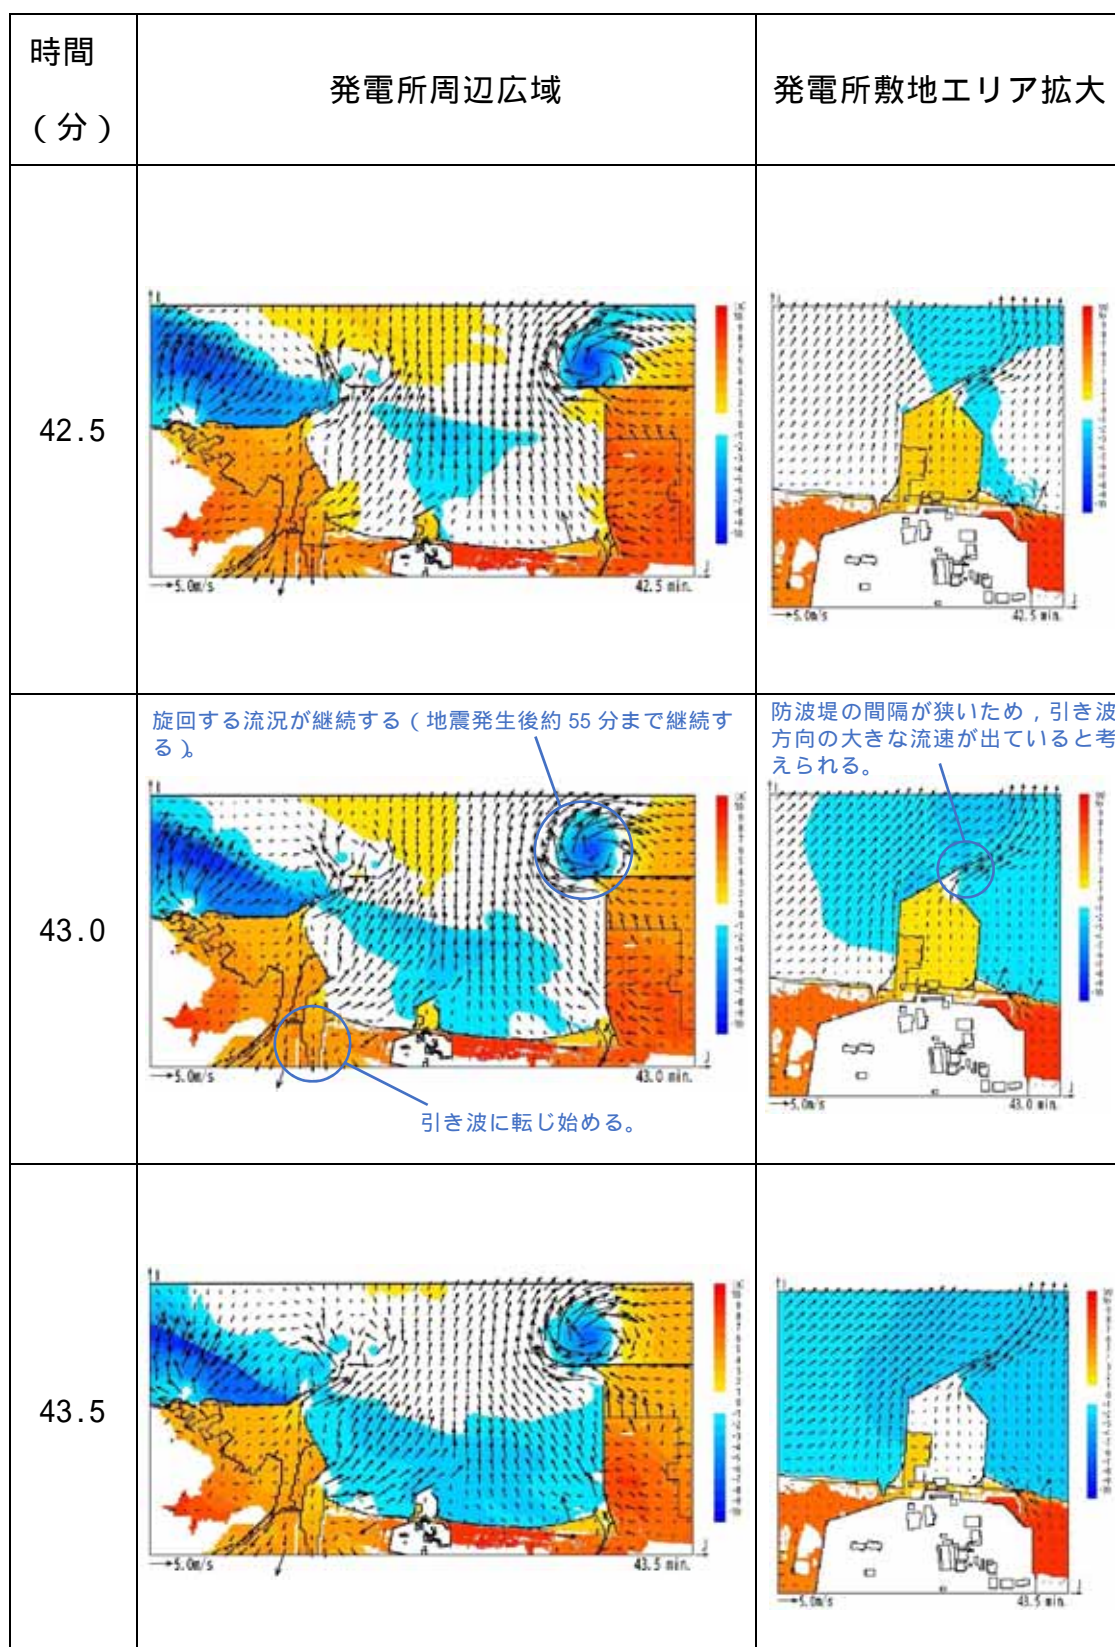 時間
（分）
発電所周辺広域
発電所敷地エリア拡大
42.5
→5.0m/s
42.5 min.
→5.0m/s
42.5 min.
43.0
旋回する流況が継続する（地震発生後約 55 分まで継続す
る）。
→5.0m/s
43.0 min.
引き波に転じ始める。
防波堤の間隔が狭いため，引き波
方向の大きな流速が出ていると考
えられる。
→5.0m/s
43.0 min.
43.5
→5.0m/s
43.5 min.
→5.0m/s
43.5 min.